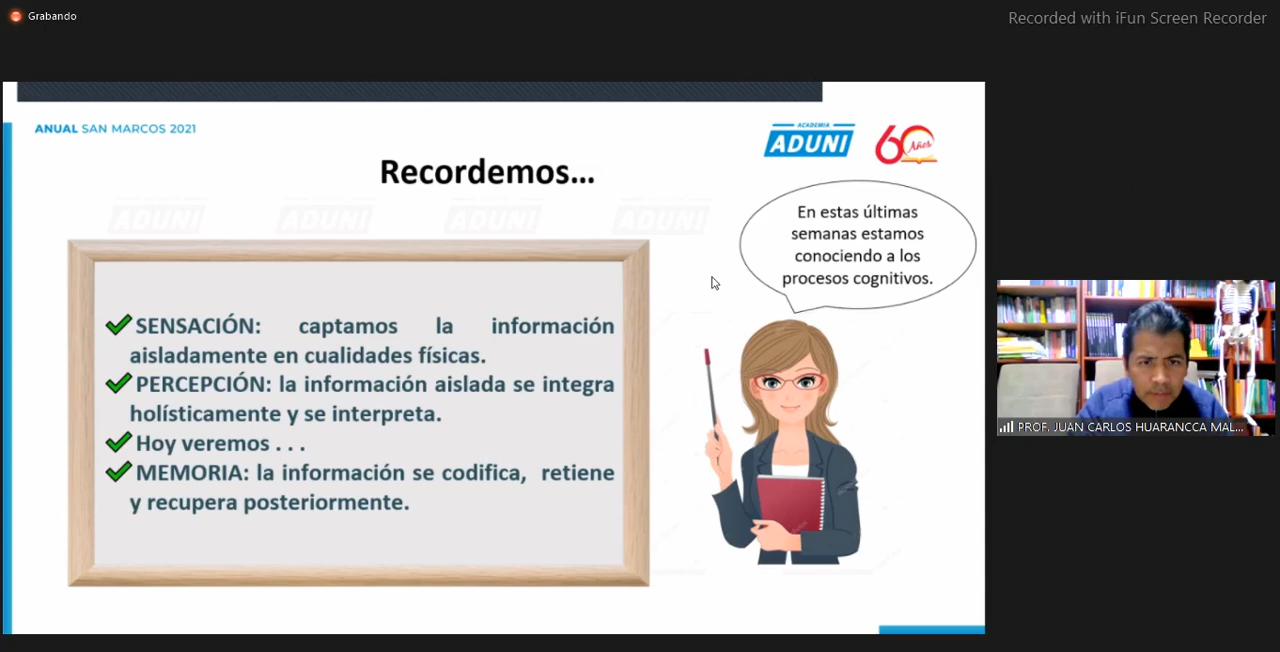 Grabando
Recorded with iFun Screen Recorder
ANUAL SAN MARCOS 2021
ACADEMIA
ADUNI
60 Años
Recordemos...
ADUNI ADUNI ADUNI ADUNI
En estas últimas
semanas estamos
conociendo a los
procesos cognitivos.
SENSACIÓN: captamos la información
aisladamente en cualidades físicas.
PERCEPCIÓN: la información aislada se integra
holísticamente y se interpreta.
Hoy veremos . . .
MEMORIA: la información se codifica, retiene
y recupera posteriormente.
PROF. JUAN CARLOS HUARANCCA MAL...